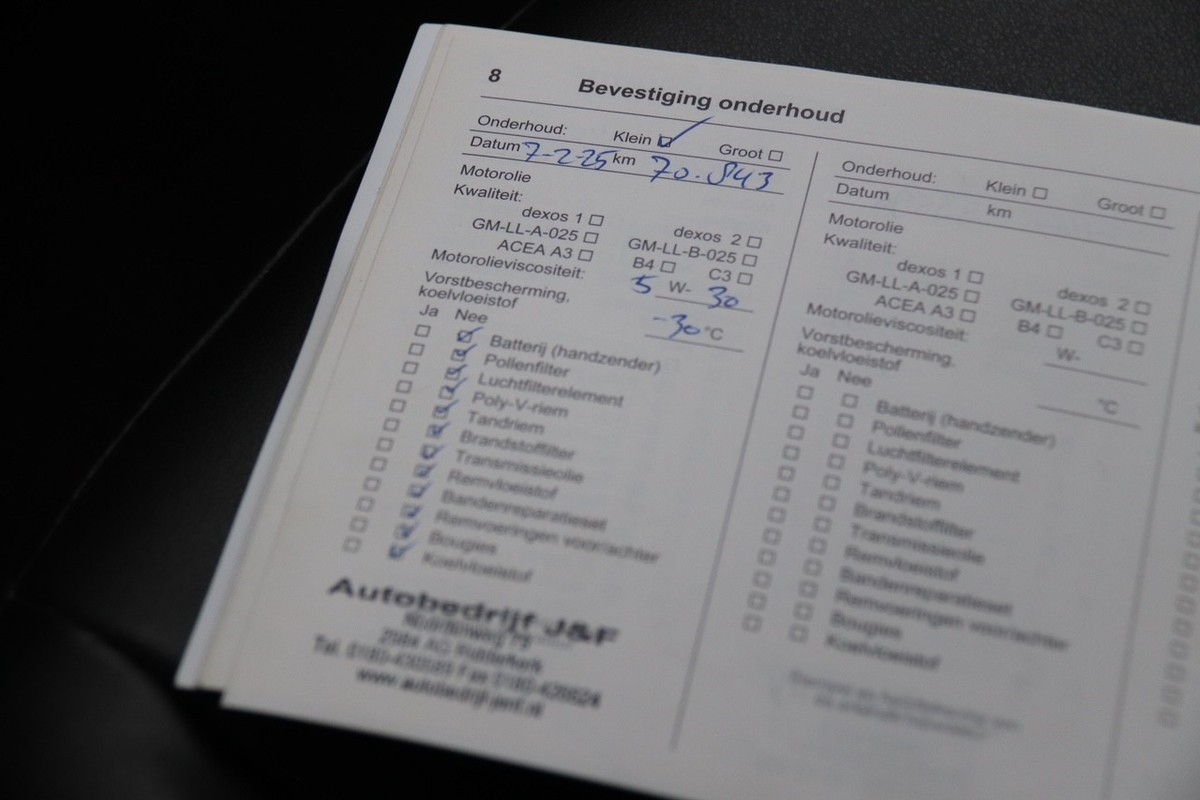 8
Bevestiging onderhoud
Onderhoud: Klein ☑ Groot ☐
Datum 7-2-25 km 70.843
Motorolie
Kwaliteit:
dexos 1 ☐ dexos 2 ☐
GM-LL-A-025 ☐ GM-LL-B-025 ☐
ACEA A3 ☐ B4 ☐ C3 ☐
Motorolieviscositeit: 5 W- 30
Vorstbescherming,
koelvloeistof -30 °C
Ja Nee
☐ ☑ Batterij (handzender)
☐ ☑ Pollenfilter
☐ ☑ Luchtfilterelement
☐ ☑ Poly-V-riem
☐ ☑ Tandriem
☐ ☑ Brandstoffilter
☐ ☑ Transmissieolie
☐ ☑ Remvloeistof
☐ ☑ Bandenreparatieset
☐ ☑ Remvoeringen voor/achter
☐ ☑ Bougies
☐ ☑ Koelvloeistof
Autobedrijf J&F
Onderhoud: Klein ☐ Groot ☐
Datum km
Motorolie
Kwaliteit:
dexos 1 ☐ dexos 2 ☐
GM-LL-A-025 ☐ GM-LL-B-025 ☐
ACEA A3 ☐ B4 ☐ C3 ☐
Motorolieviscositeit: W-
Vorstbescherming,
koelvloeistof °C
Ja Nee
☐ ☐ Batterij (handzender)
☐ ☐ Pollenfilter
☐ ☐ Luchtfilterelement
☐ ☐ Poly-V-riem
☐ ☐ Tandriem
☐ ☐ Brandstoffilter
☐ ☐ Transmissieolie
☐ ☐ Remvloeistof
☐ ☐ Bandenreparatieset
☐ ☐ Remvoeringen voor/achter
☐ ☐ Bougies
☐ ☐ Koelvloeistof